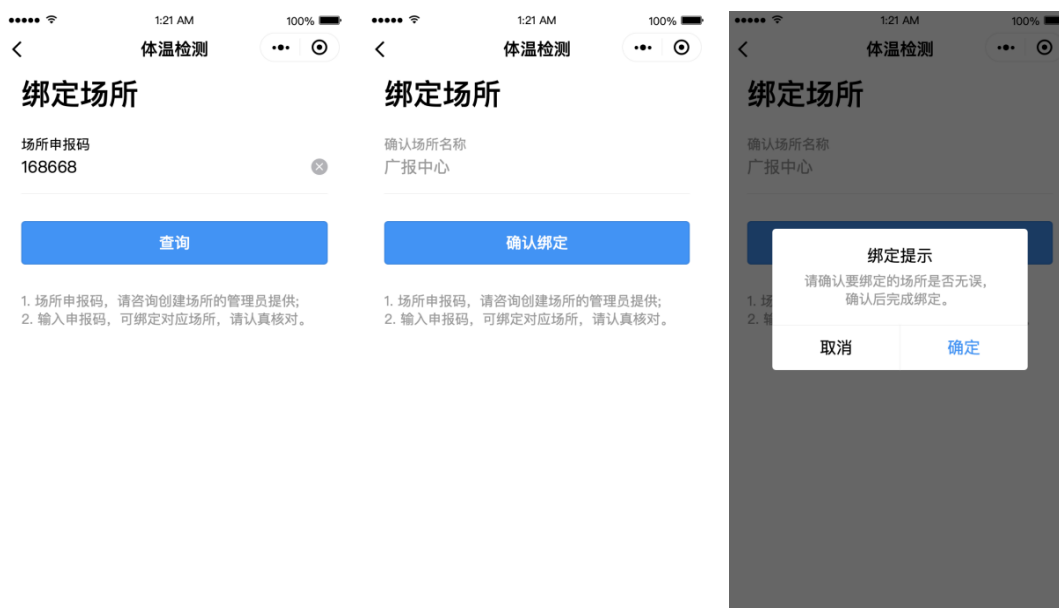 1:21 AM
100%
体温检测
绑定场所
场所申报码
168668
查询
1. 场所申报码，请咨询创建场所的管理员提供;
2. 输入申报码，可绑定对应场所，请认真核对。
1:21 AM
100%
体温检测
绑定场所
确认场所名称
广报中心
确认绑定
1. 场所申报码，请咨询创建场所的管理员提供;
2. 输入申报码，可绑定对应场所，请认真核对。
1:21 AM
100%
体温检测
绑定场所
确认场所名称
广报中心
绑定提示
请确认要绑定的场所是否无误，
确认后完成绑定。
取消
确定
1. 场
2. 输